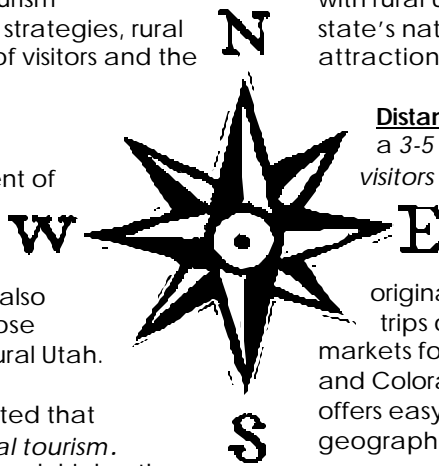 strategies, rural
of visitors and the
ent of
also
ose
ural Utah.
ted that
al tourism.
N
W
E
S
with rural
state's nat
attraction
Distan
a 3-5
visitors
origina
trips
markets fo
and Colora
offers easy
geograph